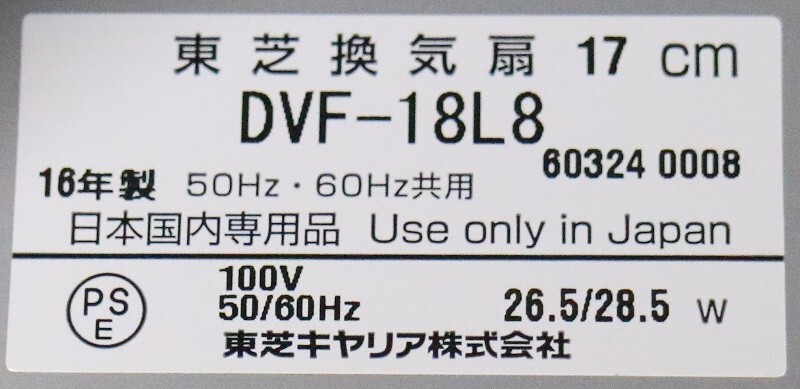 東芝換気扇 17 cm
DVF-18L8
60324 0008
16年製 50Hz・60Hz共用
日本国内専用品 Use only in Japan
PS
E
100V
50/60Hz 26.5/28.5 W
東芝キヤリア株式会社